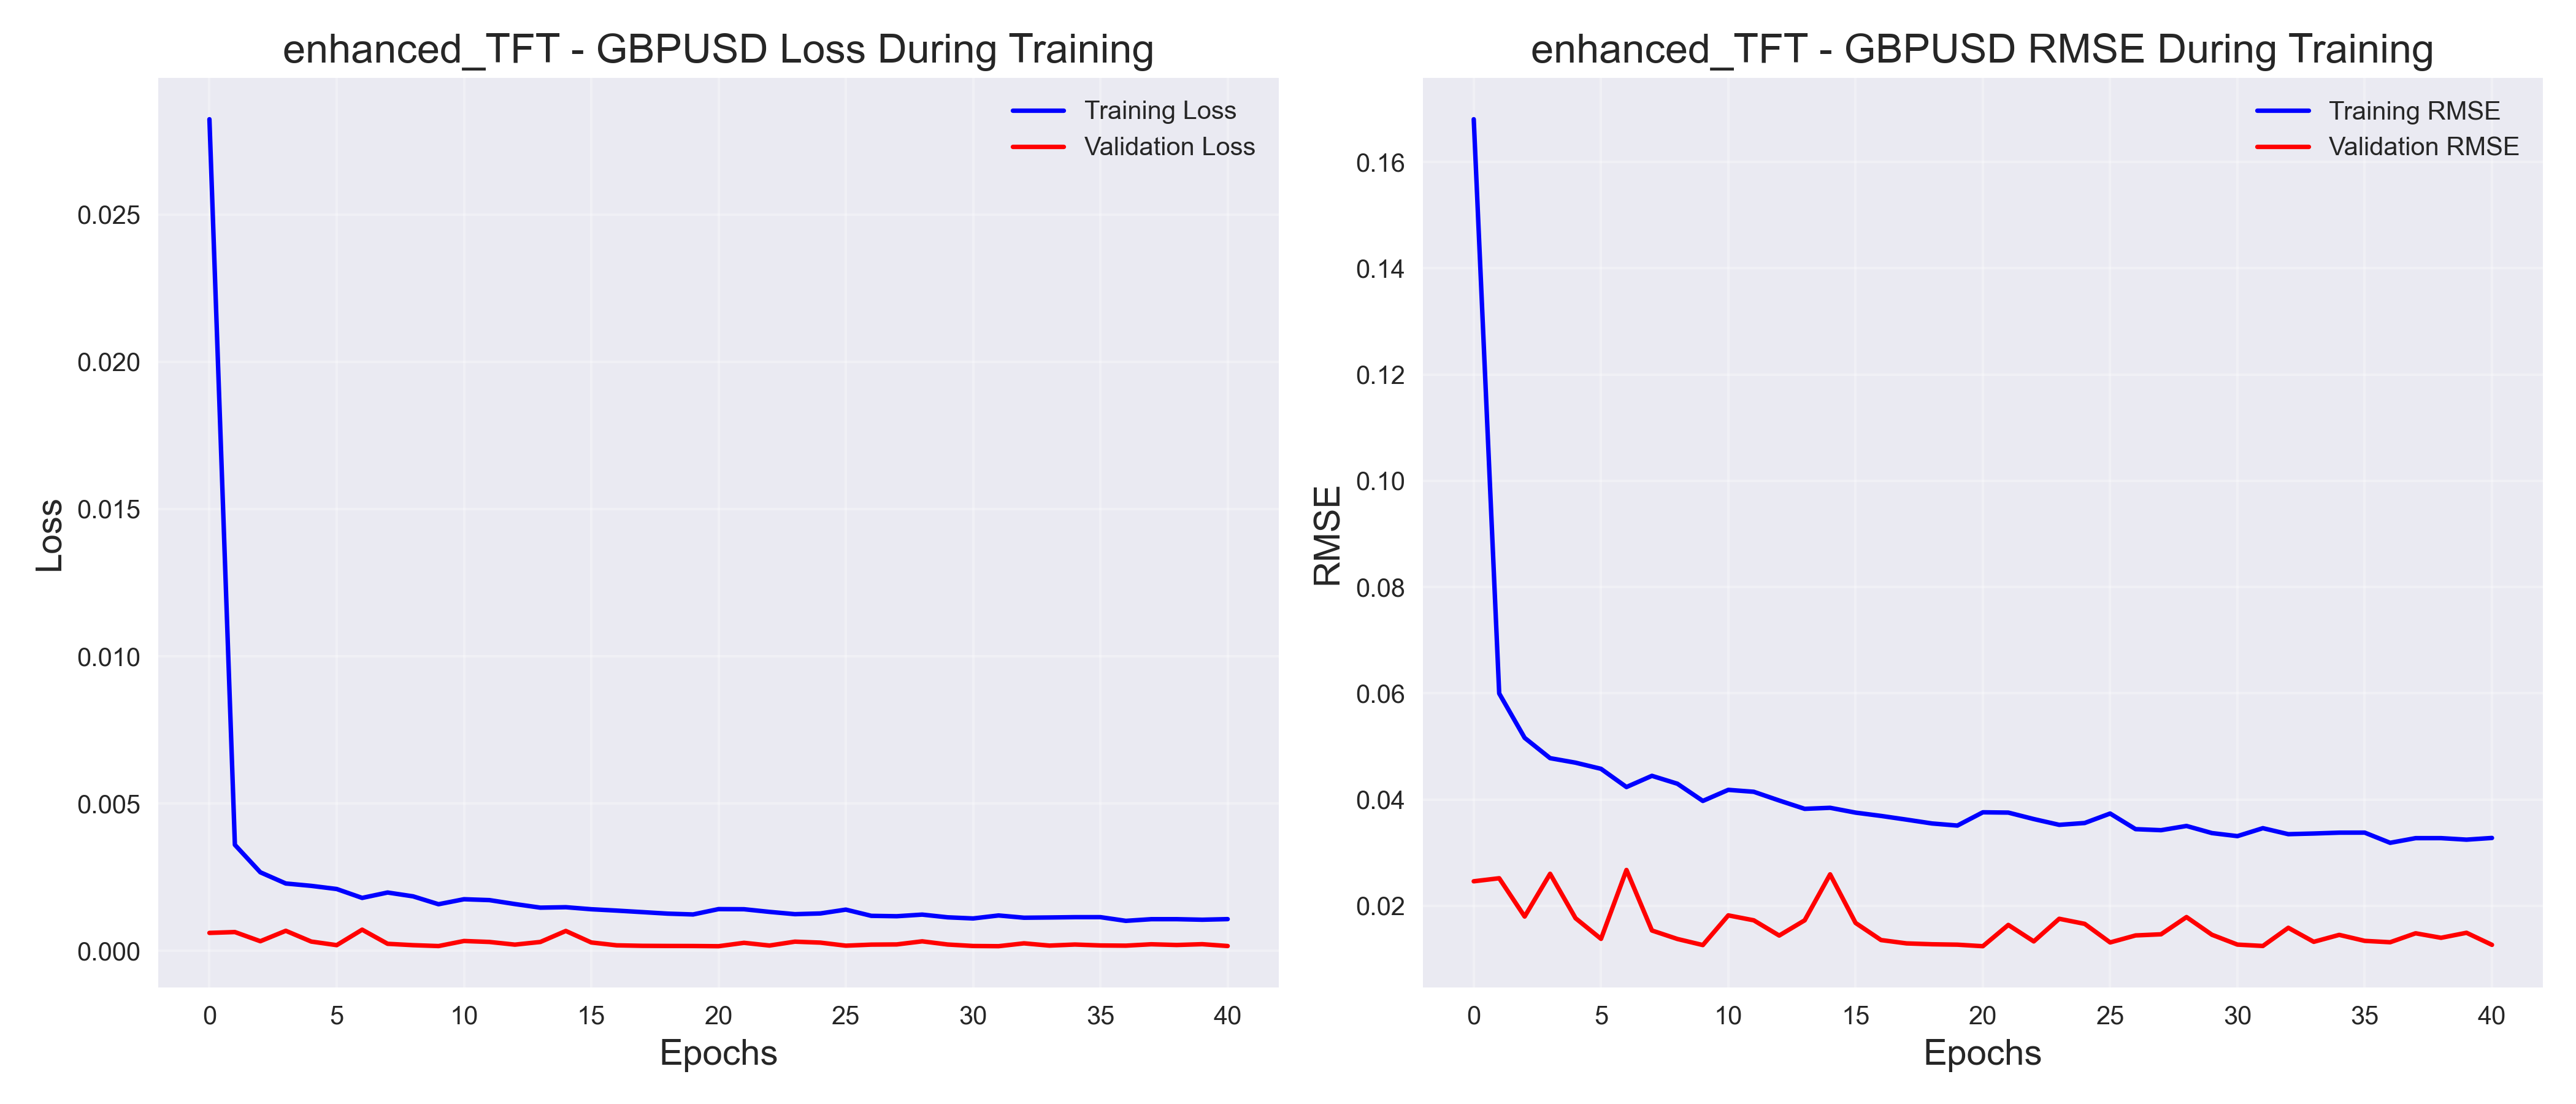 enhanced_TFT - GBPUSD Loss During Training
Training Loss
Validation Loss
0.025
0.020
0.015
0.010
0.005
0.000
Loss
0 5 10 15 20 25 30 35 40
Epochs
enhanced_TFT - GBPUSD RMSE During Training
Training RMSE
Validation RMSE
0.16
0.14
0.12
0.10
0.08
0.06
0.04
0.02
RMSE
0 5 10 15 20 25 30 35 40
Epochs